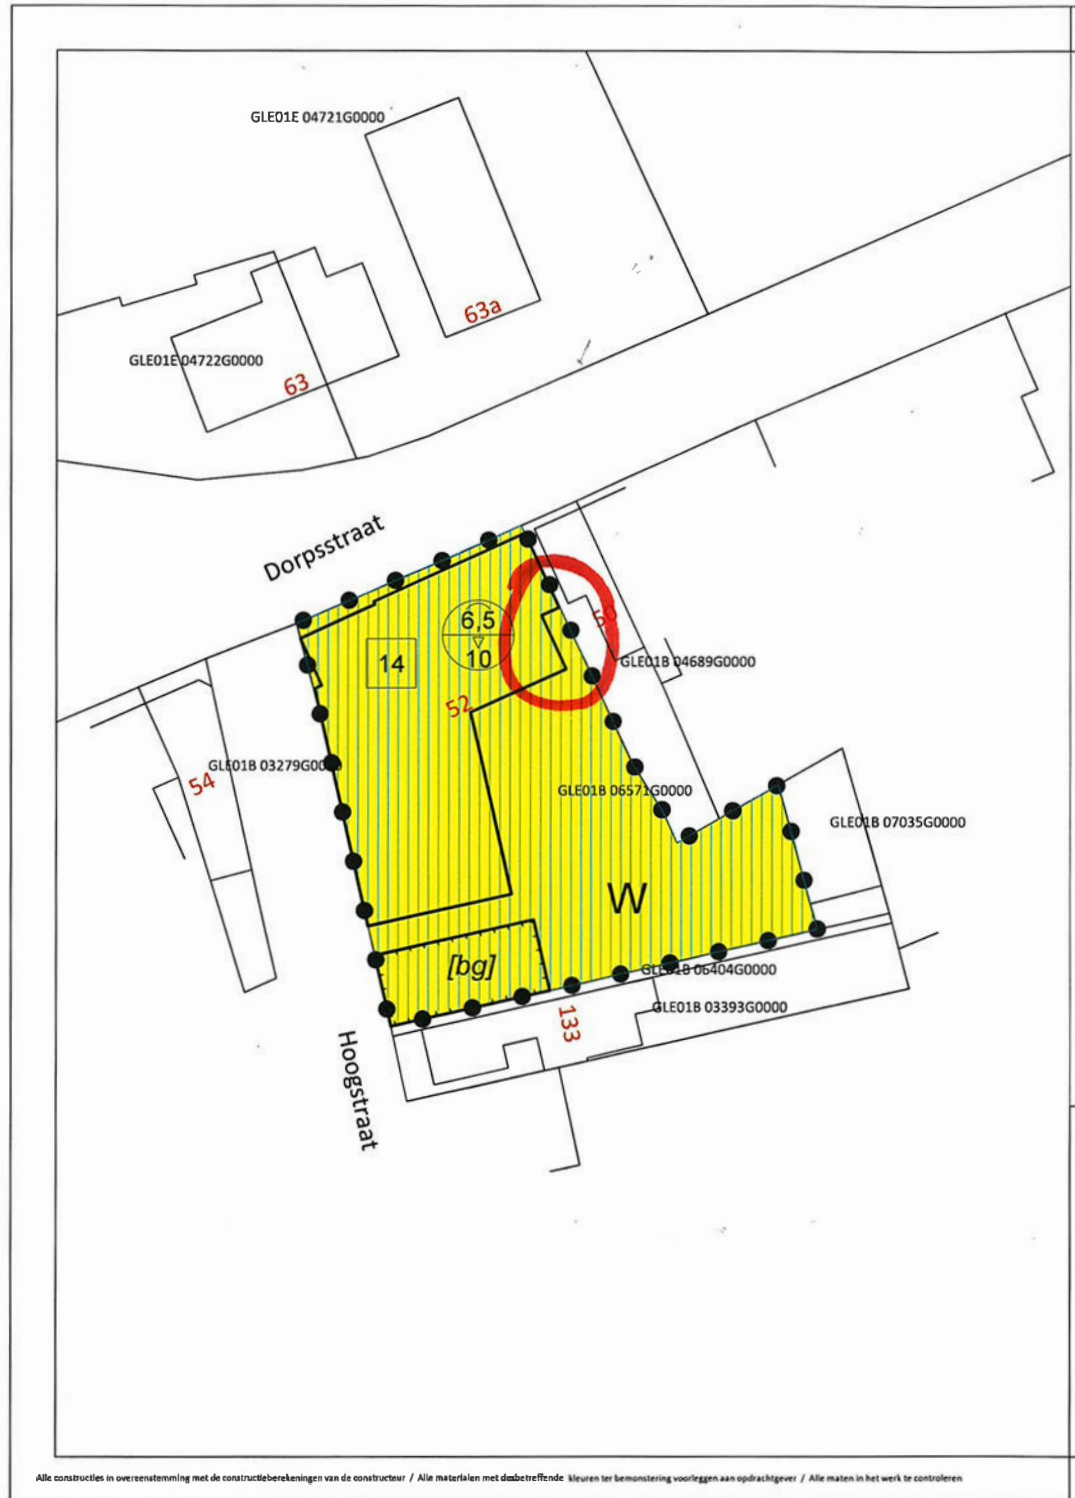 GLE01E 04721G0000
63a
GLE01E 04722G0000
63
Dorpsstraat
6,5
10
14
52
GLE01B 04689G0000
GLE01B 03279G0000
54
GLE01B 06571G0000
GLE01B 07035G0000
W
[bg]
GLE01B 06404G0000
GLE01B 03393G0000
133
Hoogstraat
Alle constructies in overeenstemming met de constructieberekeningen van de constructeur / Alle materialen met desbetreffende kleuren ter bemonstering voorleggen aan opdrachtgever / Alle maten in het werk te controleren